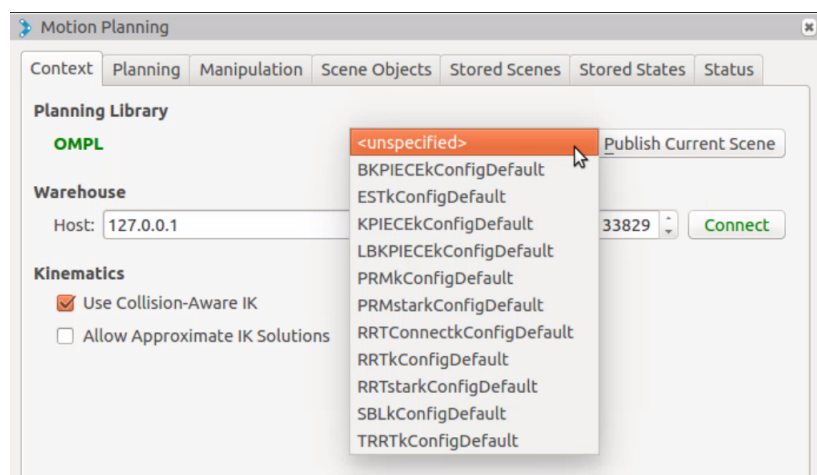 Motion Planning
Context Planning Manipulation Scene Objects Stored Scenes Stored States Status
Planning Library
OMPL <unspecified> Publish Current Scene
BKPIECEkConfigDefault
Warehouse ESTkConfigDefault
Host: 127.0.0.1 KPIECEkConfigDefault 33829 Connect
LBKPIECEkConfigDefault
Kinematics PRMkConfigDefault
Use Collision-Aware IK PRMstarkConfigDefault
Allow Approximate IK Solutions RRTConnectkConfigDefault
RRTkConfigDefault
RRTstarkConfigDefault
SBLkConfigDefault
TRRTkConfigDefault